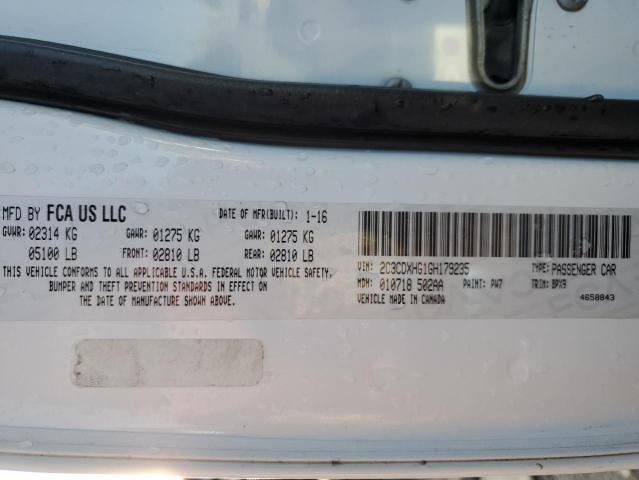 MFD BY FCA US LLC
DATE OF MFR(BUILT): 1-16
GVWR: 02314 KG
GAWR: 01275 KG
GAWR: 01275 KG
05100 LB
FRONT: 02810 LB
REAR: 02810 LB
THIS VEHICLE CONFORMS TO ALL APPLICABLE U.S.A. FEDERAL MOTOR VEHICLE SAFETY,
BUMPER AND THEFT PREVENTION STANDARDS IN EFFECT ON
THE DATE OF MANUFACTURE SHOWN ABOVE.
VIN: 2C3CDXHG1GH179235
TYPE: PASSENGER CAR
MDH: 010718 502AA
PAINT: PW7
TRIM: BPX9
VEHICLE MADE IN CANADA
4658843